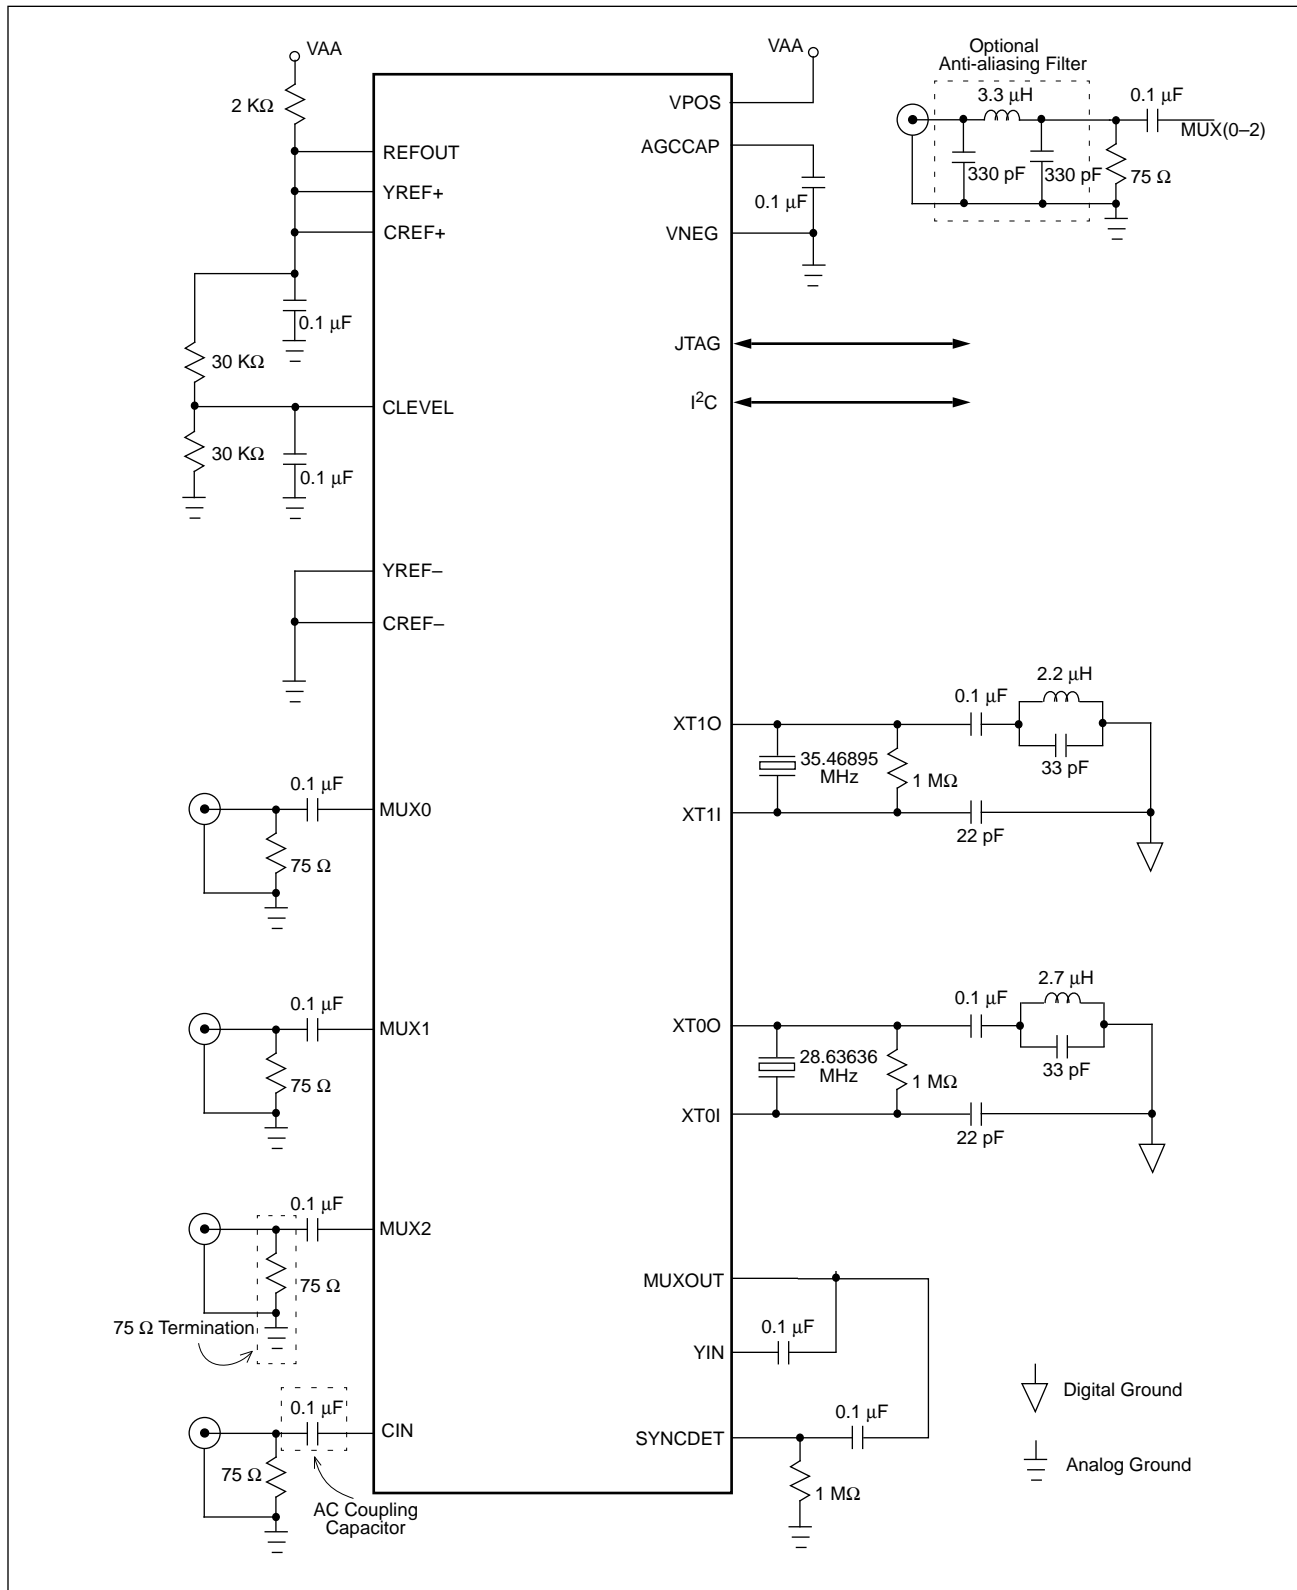 VAA
2 KΩ
REFOUT
YREF+
CREF+
0.1 μF
30 KΩ
CLEVEL
30 KΩ
0.1 μF
YREF–
CREF–
0.1 μF
MUX0
75 Ω
0.1 μF
MUX1
75 Ω
0.1 μF
MUX2
75 Ω
75 Ω Termination
0.1 μF
CIN
75 Ω
AC Coupling
Capacitor
VAA
VPOS
AGCCAP
0.1 μF
VNEG
JTAG
I²C
Optional
Anti-aliasing Filter
3.3 μH
0.1 μF
MUX(0–2)
330 pF
330 pF
75 Ω
2.2 μH
0.1 μF
XT1O
35.46895
MHz
1 MΩ
33 pF
XT1I
22 pF
2.7 μH
0.1 μF
XT0O
28.63636
MHz
1 MΩ
33 pF
XT0I
22 pF
MUXOUT
0.1 μF
YIN
0.1 μF
SYNCDET
1 MΩ
Digital Ground
Analog Ground